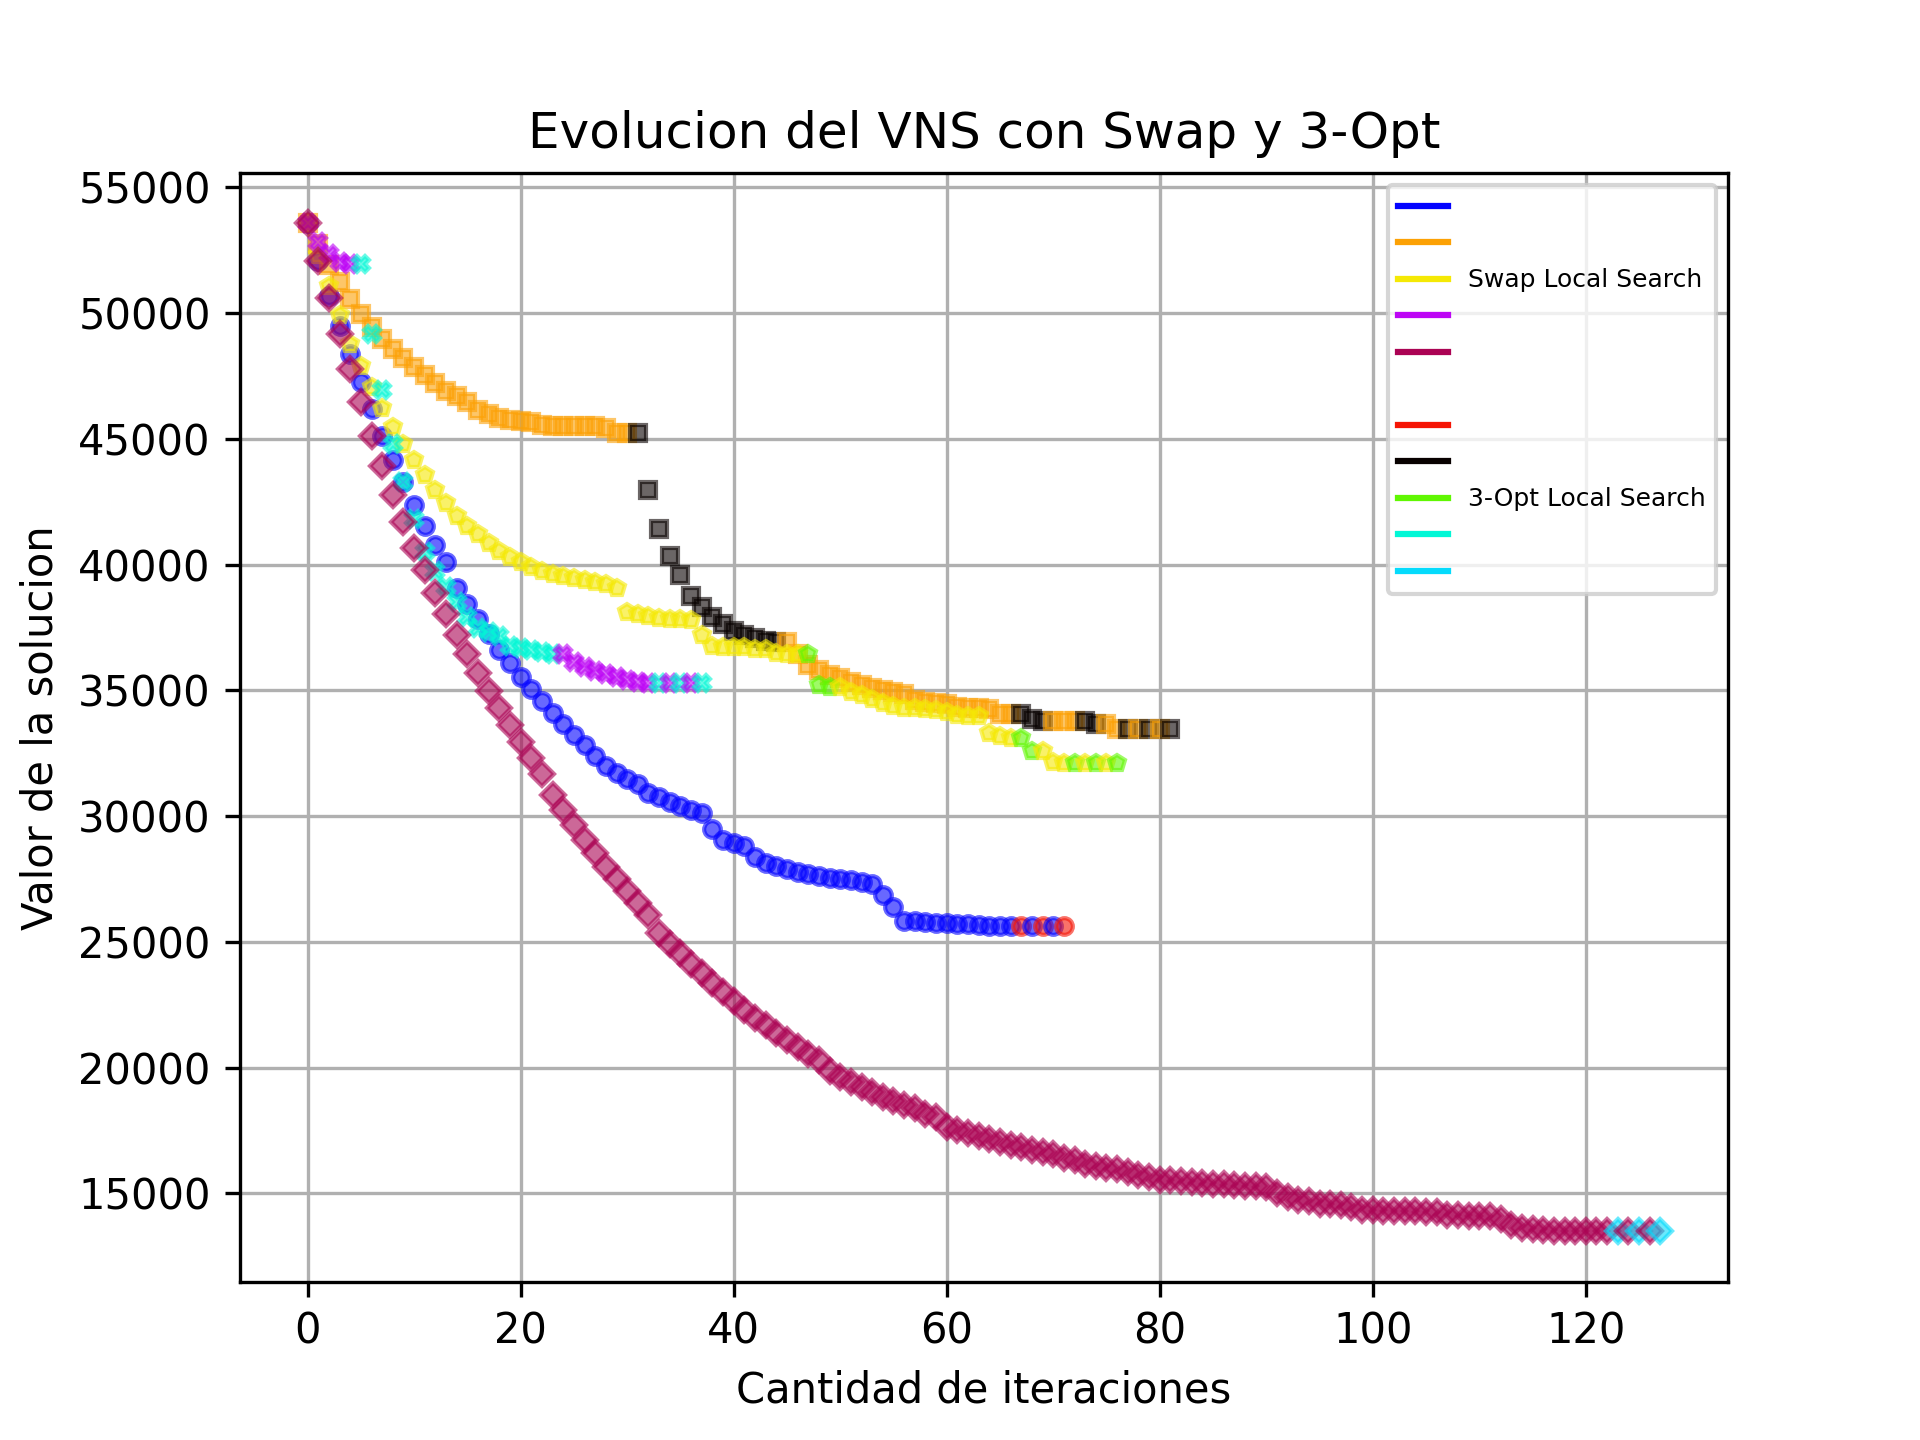 Evolucion del VNS con Swap y 3-Opt
55000
50000
45000
40000
35000
30000
25000
20000
15000
Valor de la solucion
Swap Local Search
3-Opt Local Search
0 20 40 60 80 100 120
Cantidad de iteraciones